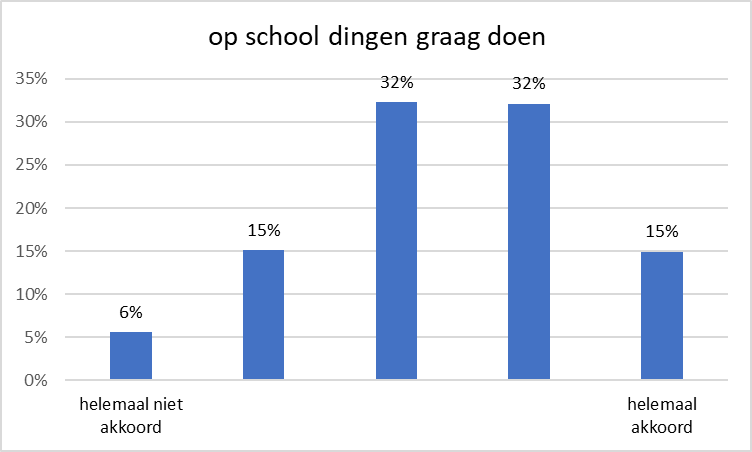 op school dingen graag doen
35%
30%
25%
20%
15%
10%
5%
0%
6%
15%
32%
32%
15%
helemaal niet
akkoord
helemaal
akkoord